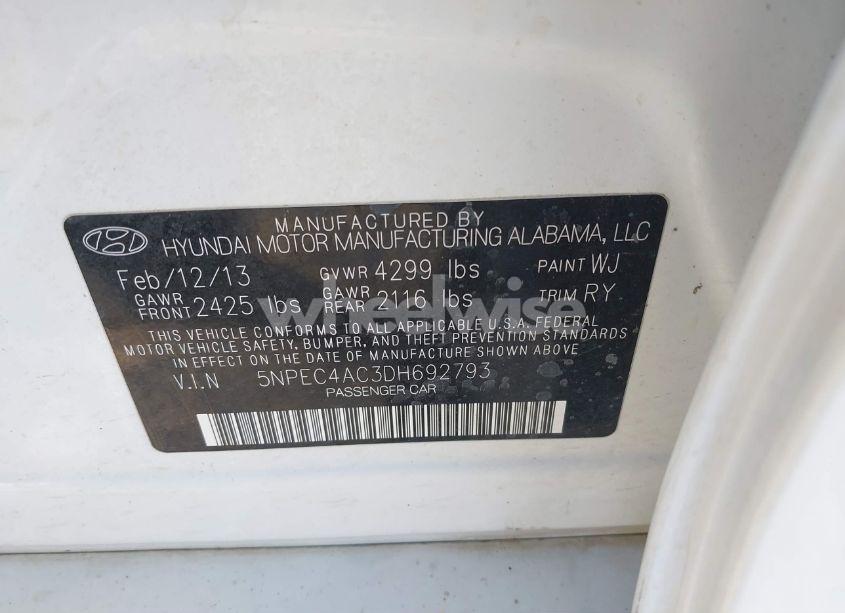 MANUFACTURED BY
HYUNDAI MOTOR MANUFACTURING ALABAMA, LLC
Feb/12/13 GVWR 4299 lbs PAINT WJ
GAWR FRONT 2425 lbs GAWR REAR 2116 lbs TRIM RY
wheelwise
THIS VEHICLE CONFORMS TO ALL APPLICABLE U.S.A. FEDERAL
MOTOR VEHICLE SAFETY, BUMPER, AND THEFT PREVENTION STANDARDS
IN EFFECT ON THE DATE OF MANUFACTURE SHOWN ABOVE
V.I.N 5NPEC4AC3DH692793
PASSENGER CAR